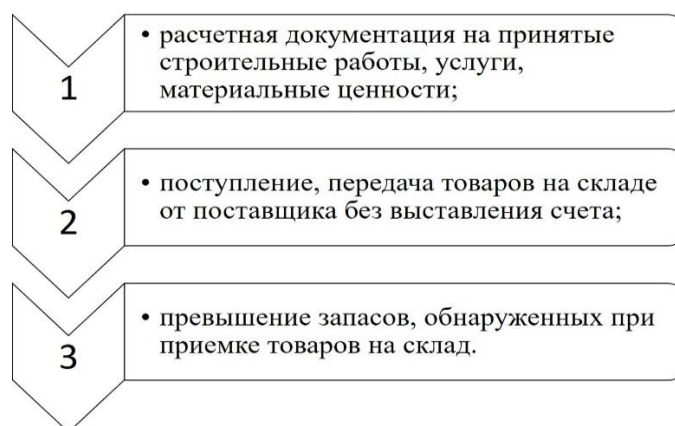 1
• расчетная документация на принятые
строительные работы, услуги,
материальные ценности;
2
• поступление, передача товаров на складе
от поставщика без выставления счета;
3
• превышение запасов, обнаруженных при
приемке товаров на склад.